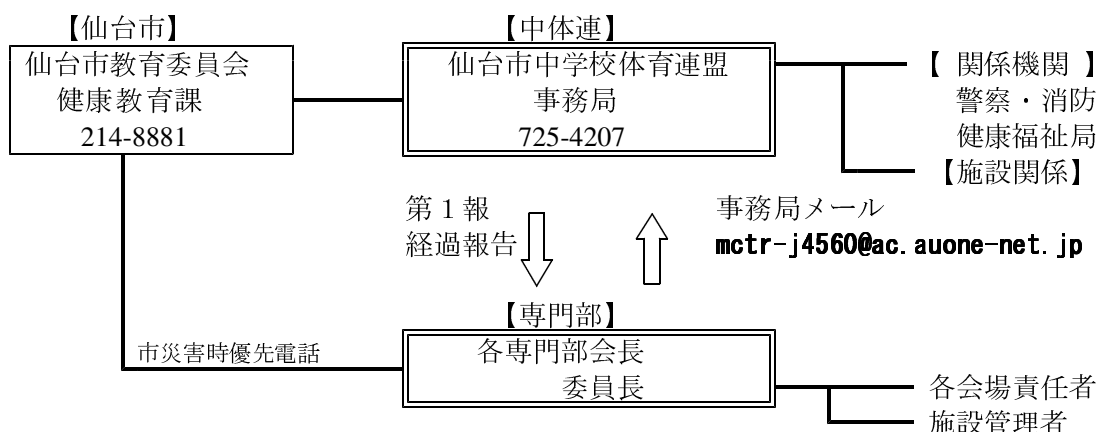 【仙台市】
仙台市教育委員会
健康教育課
214-8881
【中体連】
仙台市中学校体育連盟
事務局
725-4207
【 関係機関 】
警察・消防
健康福祉局
【施設関係】
第1報
経過報告
事務局メール
mctr-j4560@ac.auone-net.jp
【専門部】
各専門部会長
委員長
市災害時優先電話
各会場責任者
施設管理者